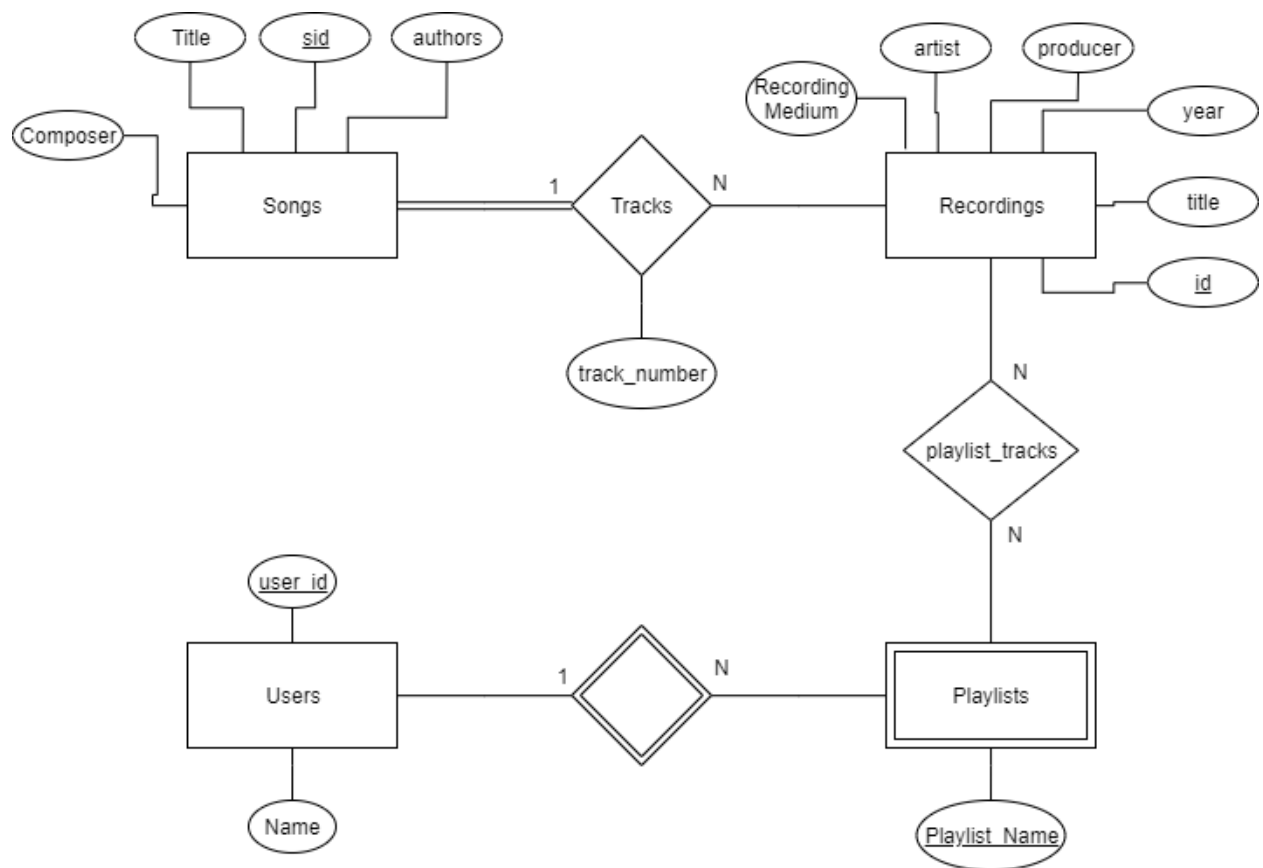 Title
sid
authors
Composer
Songs
1
Tracks
N
track_number
artist
producer
Recording
Medium
year
Recordings
title
id
N
playlist_tracks
N
user_id
Users
1
N
Playlists
Name
Playlist_Name